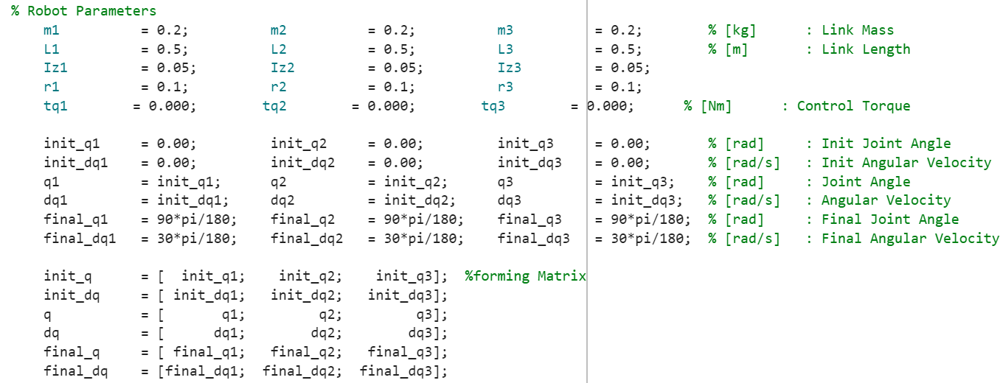 % Robot Parameters
m1 = 0.2; m2 = 0.2; m3 = 0.2; % [kg] : Link Mass
L1 = 0.5; L2 = 0.5; L3 = 0.5; % [m] : Link Length
Iz1 = 0.05; Iz2 = 0.05; Iz3 = 0.05;
r1 = 0.1; r2 = 0.1; r3 = 0.1;
tq1 = 0.000; tq2 = 0.000; tq3 = 0.000; % [Nm] : Control Torque
init_q1 = 0.00; init_q2 = 0.00; init_q3 = 0.00; % [rad] : Init Joint Angle
init_dq1 = 0.00; init_dq2 = 0.00; init_dq3 = 0.00; % [rad/s] : Init Angular Velocity
q1 = init_q1; q2 = init_q2; q3 = init_q3; % [rad] : Joint Angle
dq1 = init_dq1; dq2 = init_dq2; dq3 = init_dq3; % [rad/s] : Angular Velocity
final_q1 = 90*pi/180; final_q2 = 90*pi/180; final_q3 = 90*pi/180; % [rad] : Final Joint Angle
final_dq1 = 30*pi/180; final_dq2 = 30*pi/180; final_dq3 = 30*pi/180; % [rad/s] : Final Angular Velocity
init_q = [ init_q1; init_q2; init_q3]; %forming Matrix
init_dq = [ init_dq1; init_dq2; init_dq3];
q = [ q1; q2; q3];
dq = [ dq1; dq2; dq3];
final_q = [ final_q1; final_q2; final_q3];
final_dq = [final_dq1; final_dq2; final_dq3];